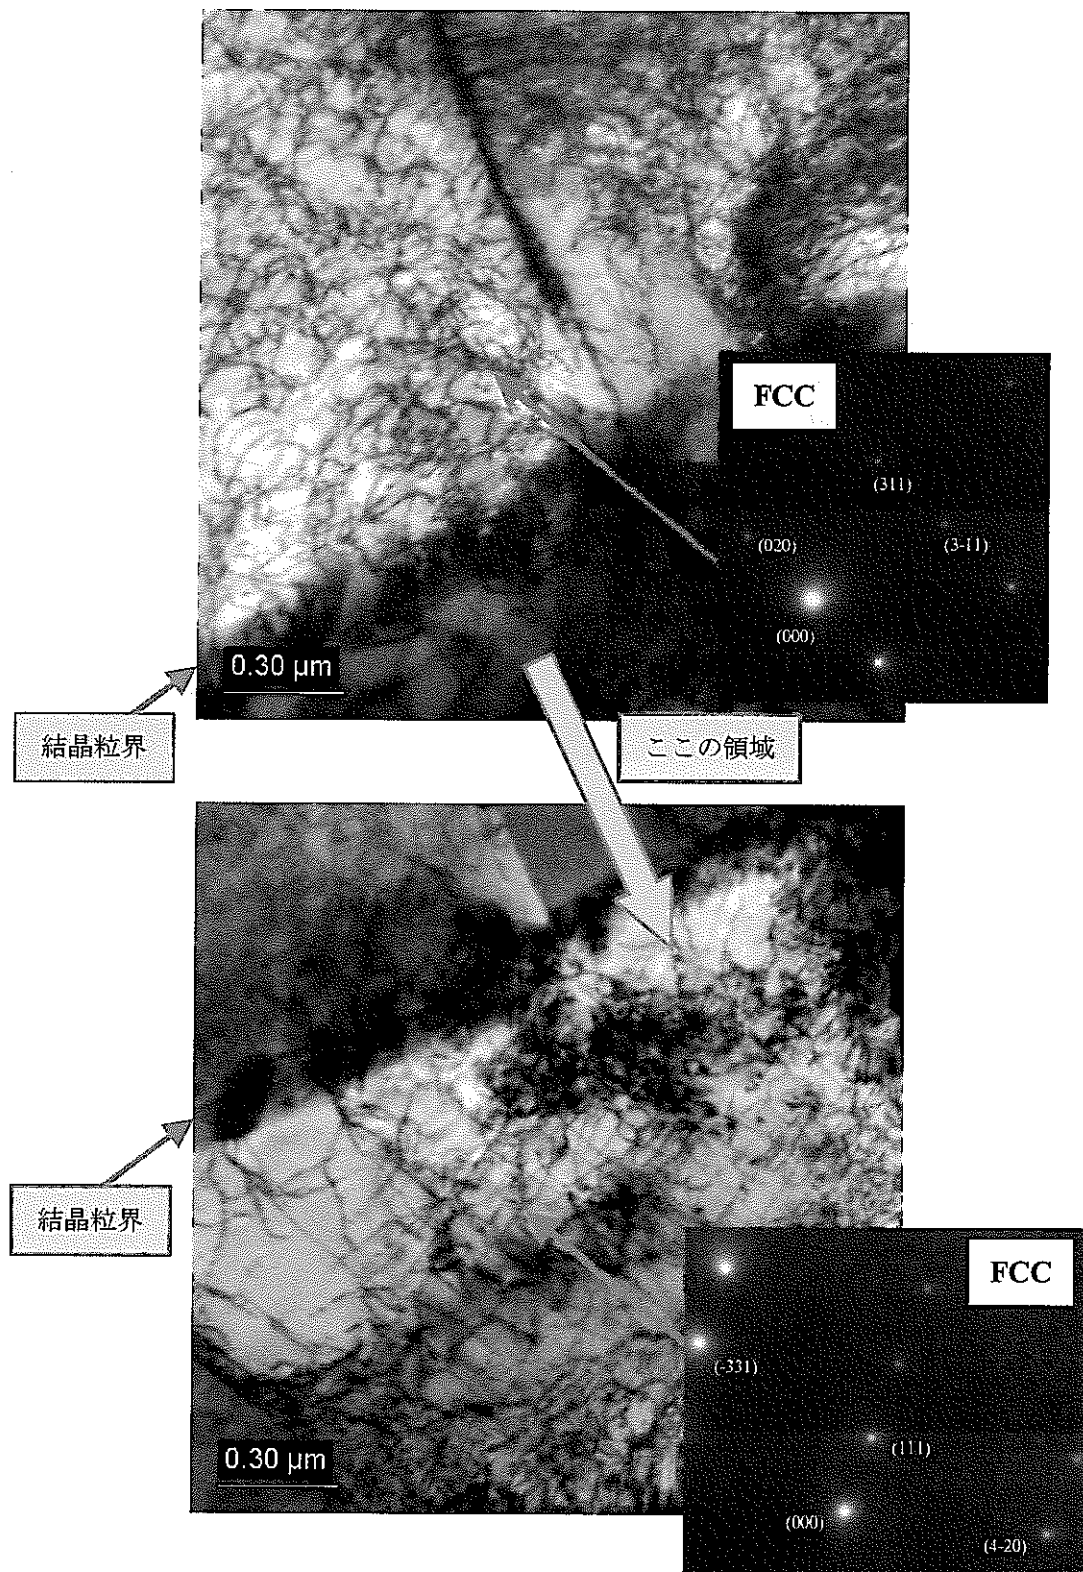 FCC
(311)
(020)
(3-11)
(000)
0.30 µm
結晶粒界
ここの領域
結晶粒界
FCC
(-331)
(111)
0.30 µm
(000)
(4-20)